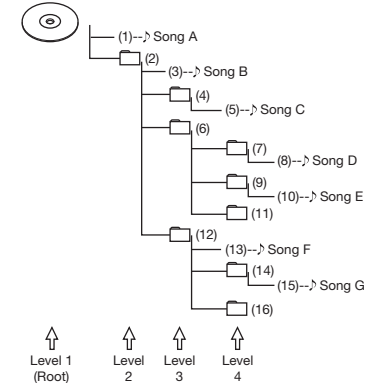 (1)--♪ Song A
(2)
(3)--♪ Song B
(4)
(5)--♪ Song C
(6)
(7)
(8)--♪ Song D
(9)
(10)--♪ Song E
(11)
(12)
(13)--♪ Song F
(14)
(15)--♪ Song G
(16)
Level 1 Level Level Level
(Root) 2 3 4